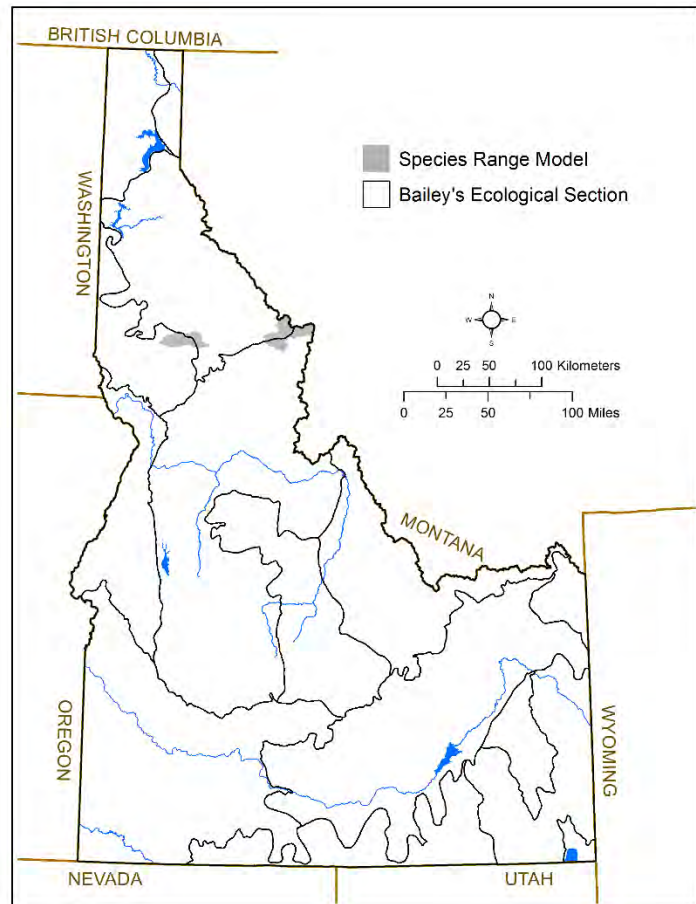 BRITISH COLUMBIA
WASHINGTON
Species Range Model
Bailey's Ecological Section
N
W E
S
0 25 50 100 Kilometers
0 25 50 100 Miles
MONTANA
OREGON
WYOMING
NEVADA
UTAH